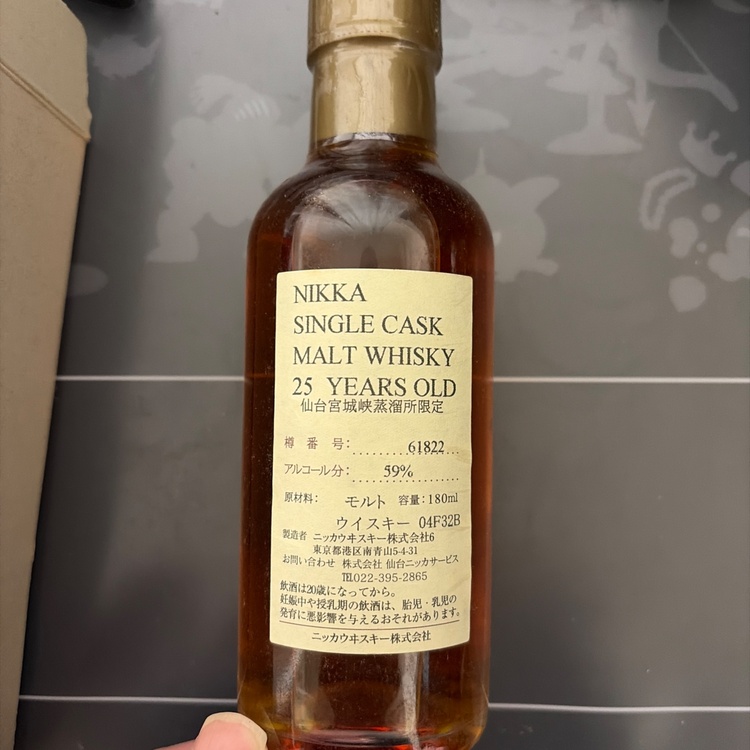 NIKKA
SINGLE CASK
MALT WHISKY
25 YEARS OLD
仙台宮城峡蒸溜所限定
樽 番 号: 61822
アルコール分: 59%
原材料: モルト 容量:180ml
ウイスキー 04F32B
製造者 ニッカウヰスキー株式会社6
東京都港区南青山5-4-31
お問い合わせ 株式会社 仙台ニッカサービス
TEL022-395-2865
飲酒は20歳になってから。
妊娠中や授乳期の飲酒は、胎児・乳児の
発育に悪影響を与えるおそれがあります。
ニッカウヰスキー株式会社